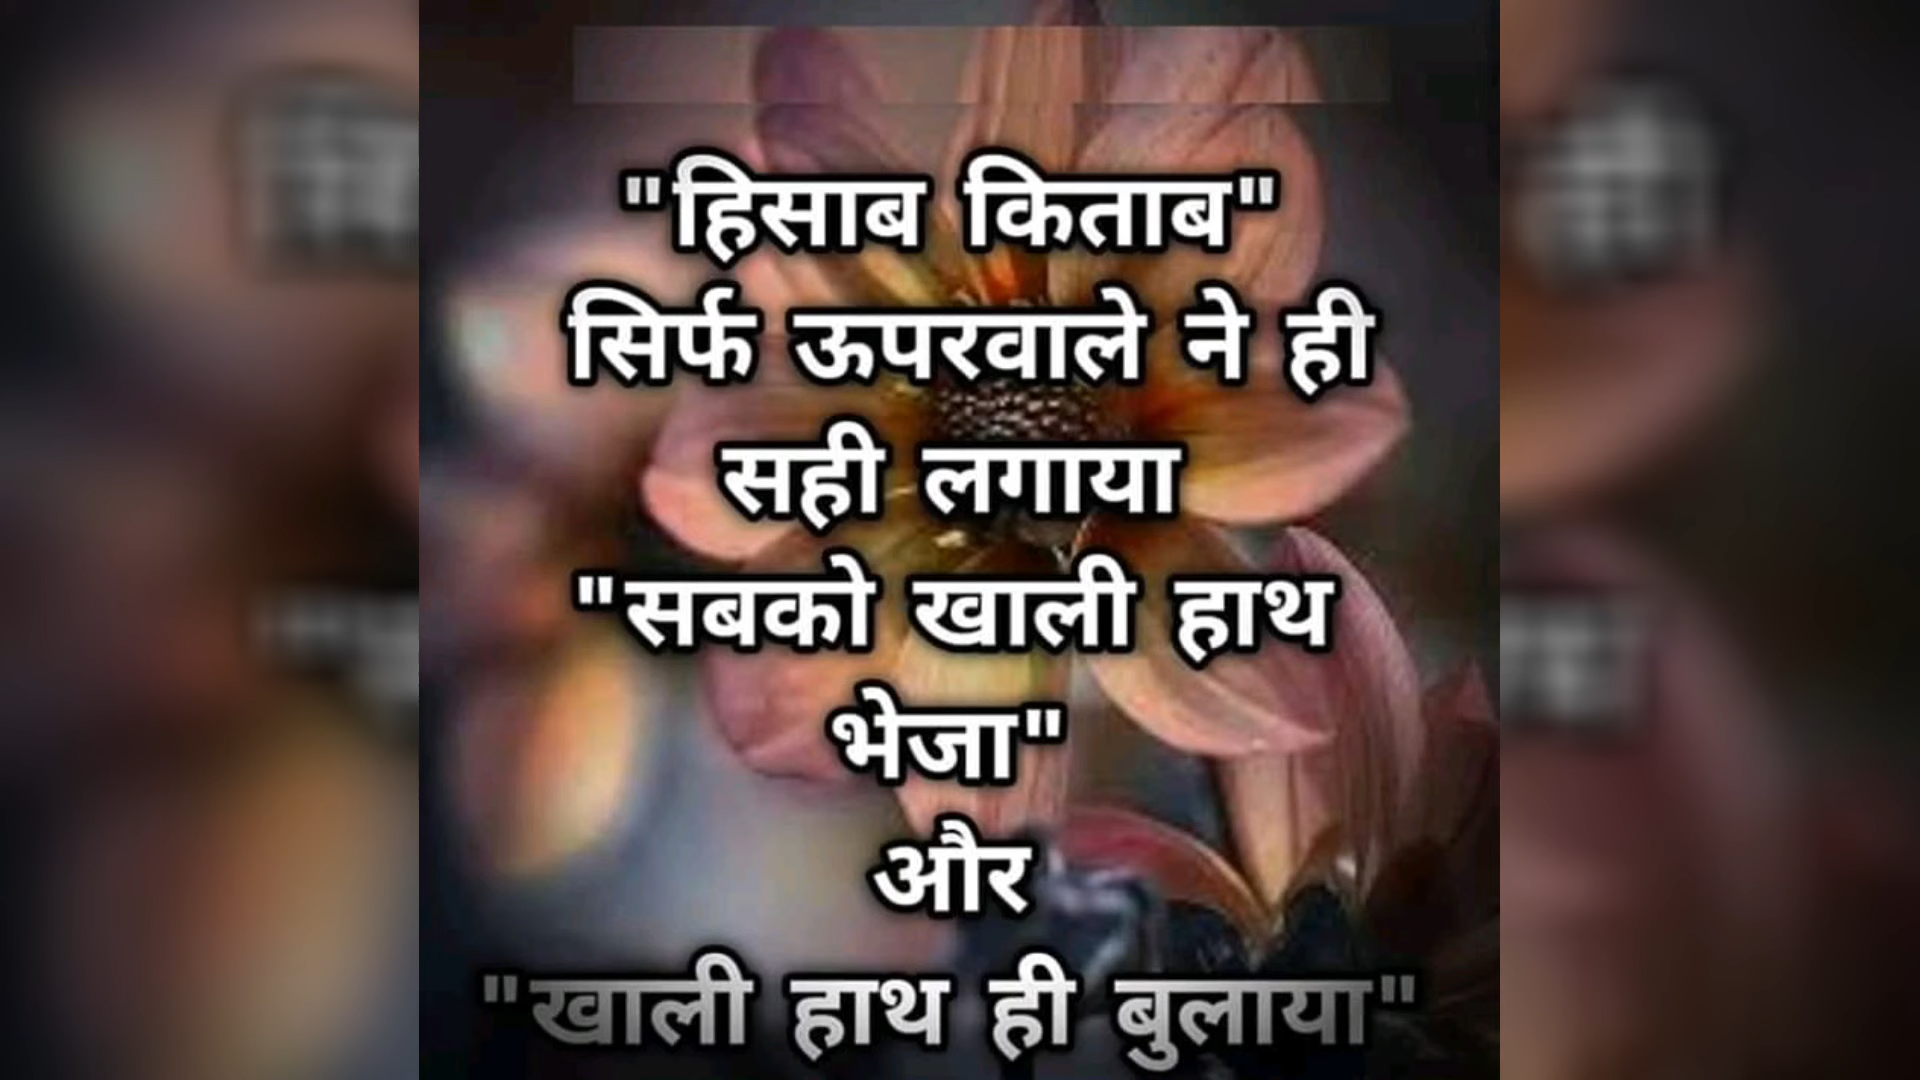 "हिसाब किताब"
सिर्फ ऊपरवाले ने ही
सही लगाया
"सबको खाली हाथ
भेजा"
और
"खाली हाथ ही बुलाया"